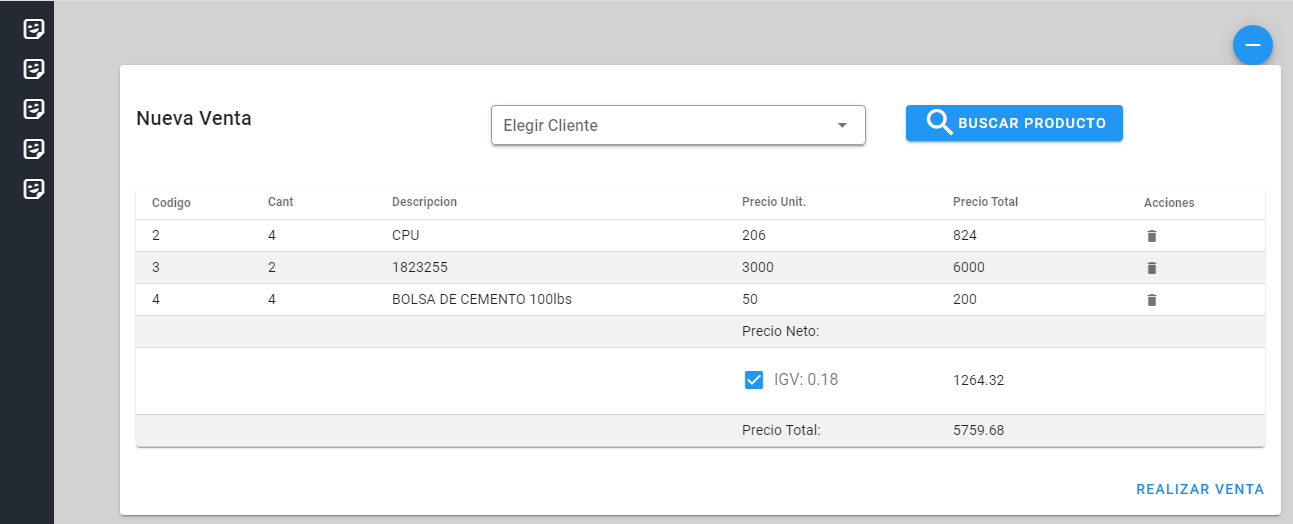 Nueva Venta
Elegir Cliente
BUSCAR PRODUCTO
Codigo Cant Descripcion Precio Unit. Precio Total Acciones
2 4 CPU 206 824
3 2 1823255 3000 6000
4 4 BOLSA DE CEMENTO 100lbs 50 200
Precio Neto:
IGV: 0.18 1264.32
Precio Total: 5759.68
REALIZAR VENTA